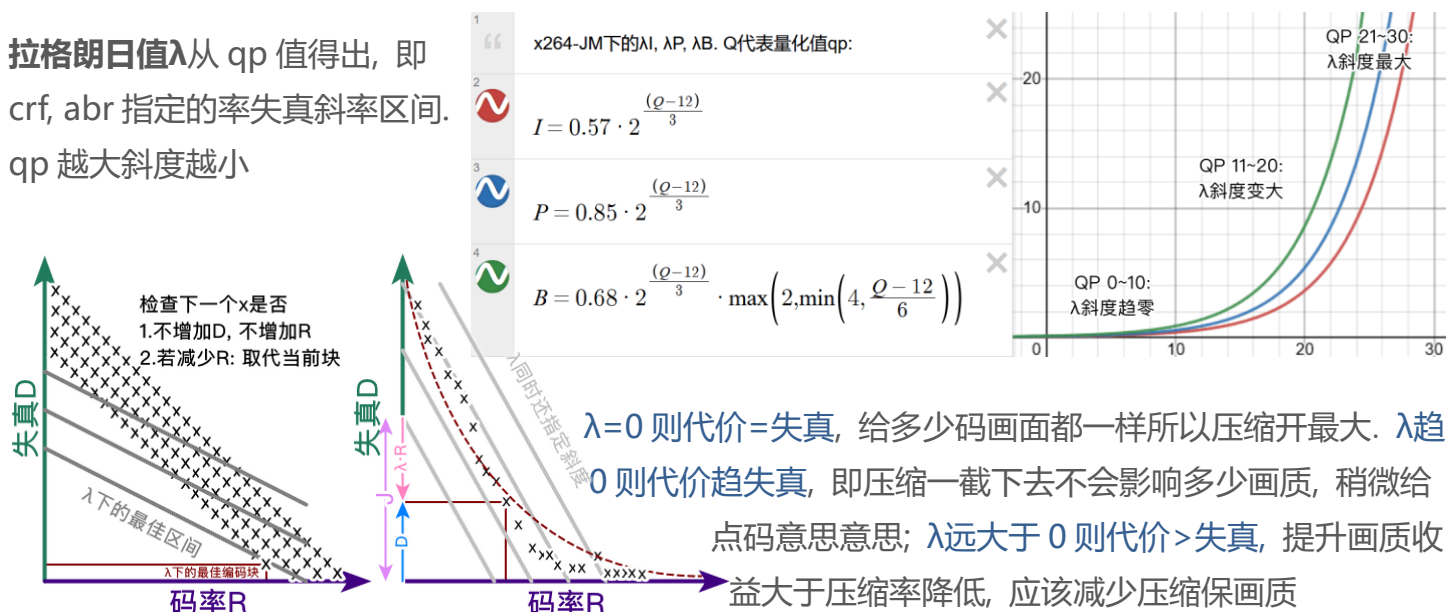 拉格朗日值λ从 qp 值得出, 即
crf, abr 指定的率失真斜率区间.
qp 越大斜度越小
1
x264-JM下的λI, λP, λB. Q代表量化值qp:
2
I = 0.57 · 2^((Q−12)/3)
3
P = 0.85 · 2^((Q−12)/3)
4
B = 0.68 · 2^((Q−12)/3) · max(2,min(4, (Q−12)/6))
QP 21~30:
λ斜度最大
20
QP 11~20:
λ斜度变大
10
QP 0~10:
λ斜度趋零
0
10
20
30
检查下一个x是否
1.不增加D, 不增加R
2.若减少R: 取代当前块
失真D
λ下的最佳区间
λ下的最佳编码块
码率R
失真D
λ同时还指定斜度
J
λ·R
D
码率R
λ=0 则代价=失真, 给多少码画面都一样所以压缩开最大. λ趋
0 则代价趋失真, 即压缩一截下去不会影响多少画质, 稍微给
点码意思意思; λ远大于 0 则代价>失真, 提升画质收
益大于压缩率降低, 应该减少压缩保画质